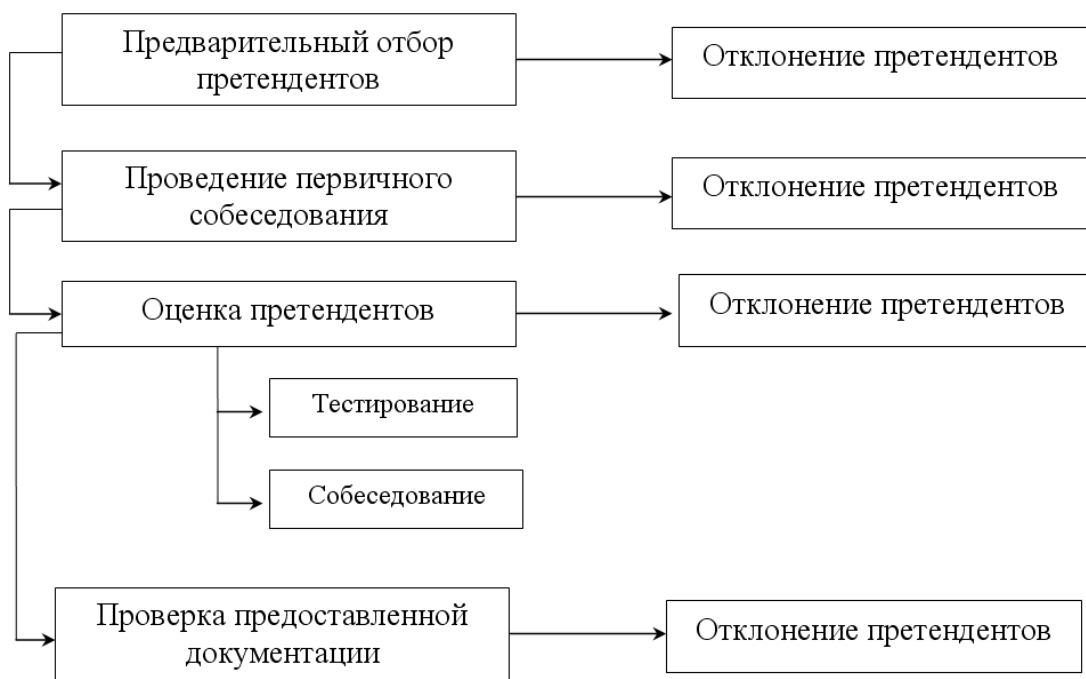 Предварительный отбор
претендентов
Отклонение претендентов
Проведение первичного
собеседования
Отклонение претендентов
Оценка претендентов
Отклонение претендентов
Тестирование
Собеседование
Проверка предоставленной
документации
Отклонение претендентов